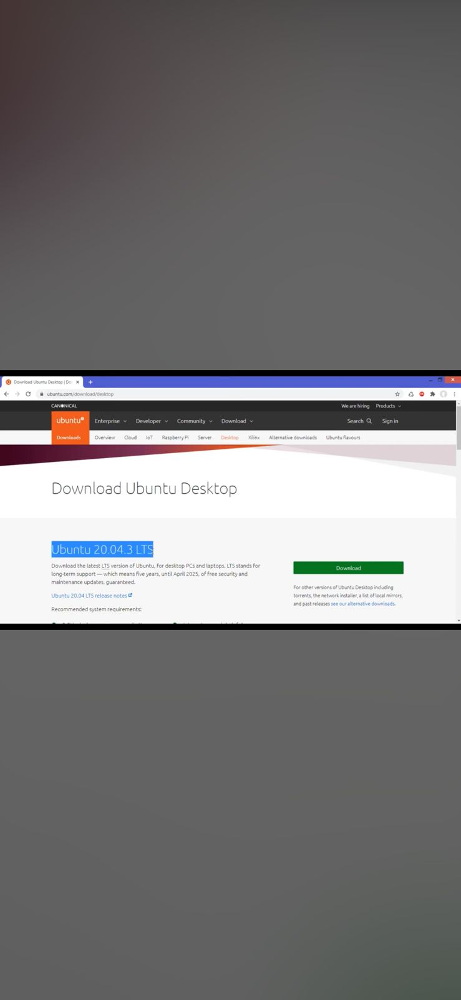 Download Ubuntu Desktop | Do
ubuntu.com/download/desktop
CANONICAL
We are hiring Products
ubuntu Enterprise Developer Community Download Search Sign in
Downloads Overview Cloud IoT Raspberry Pi Server Desktop Xilinx Alternative downloads Ubuntu flavours
Download Ubuntu Desktop
Ubuntu 20.04.3 LTS
Download the latest LTS version of Ubuntu, for desktop PCs and laptops. LTS stands for
long-term support — which means five years, until April 2025, of free security and
maintenance updates, guaranteed.
Ubuntu 20.04 LTS release notes
Recommended system requirements:
Download
For other versions of Ubuntu Desktop including
torrents, the network installer, a list of local mirrors,
and past releases see our alternative downloads.